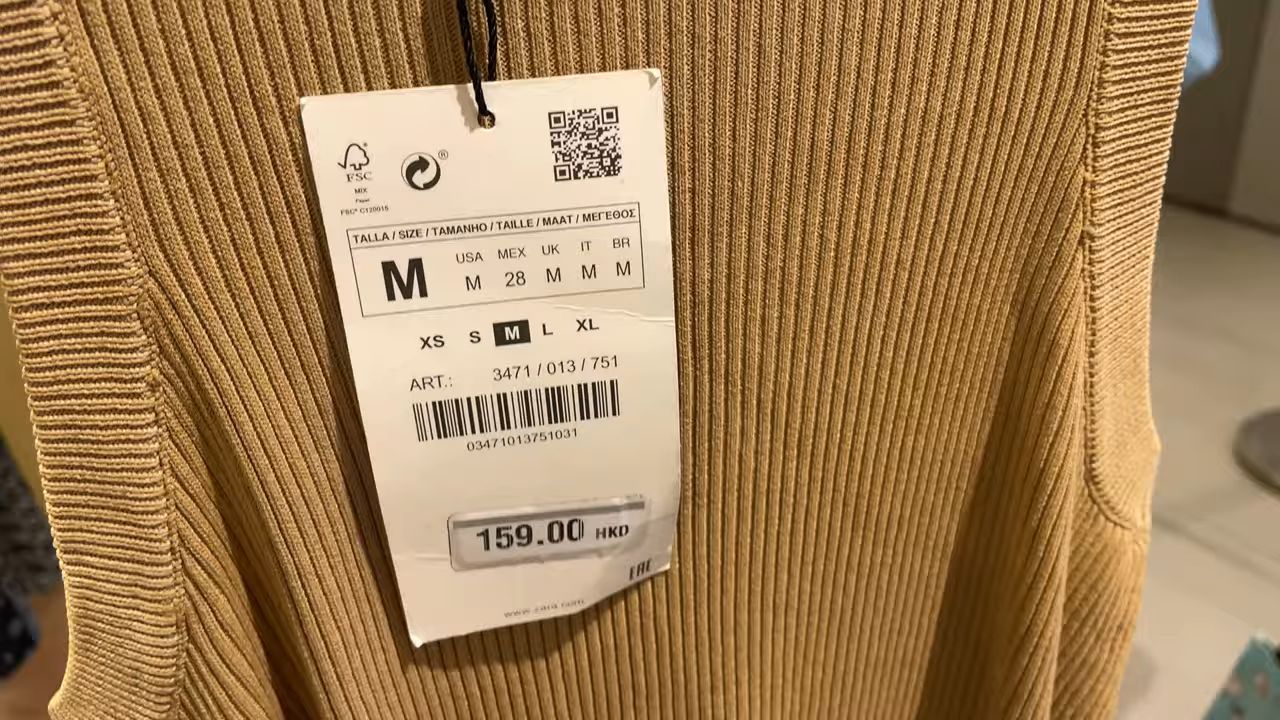 FSC
MIX
Paper
FSC® C120015
®
TALLA / SIZE / TAMANHO / TAILLE / MAAT / ΜΕΓΕΘΟΣ
M
USA MEX UK IT BR
M 28 M M M
XS S M L XL
ART.: 3471 / 013 / 751
03471013751031
159.00 HKD
EAC
www.zara.com